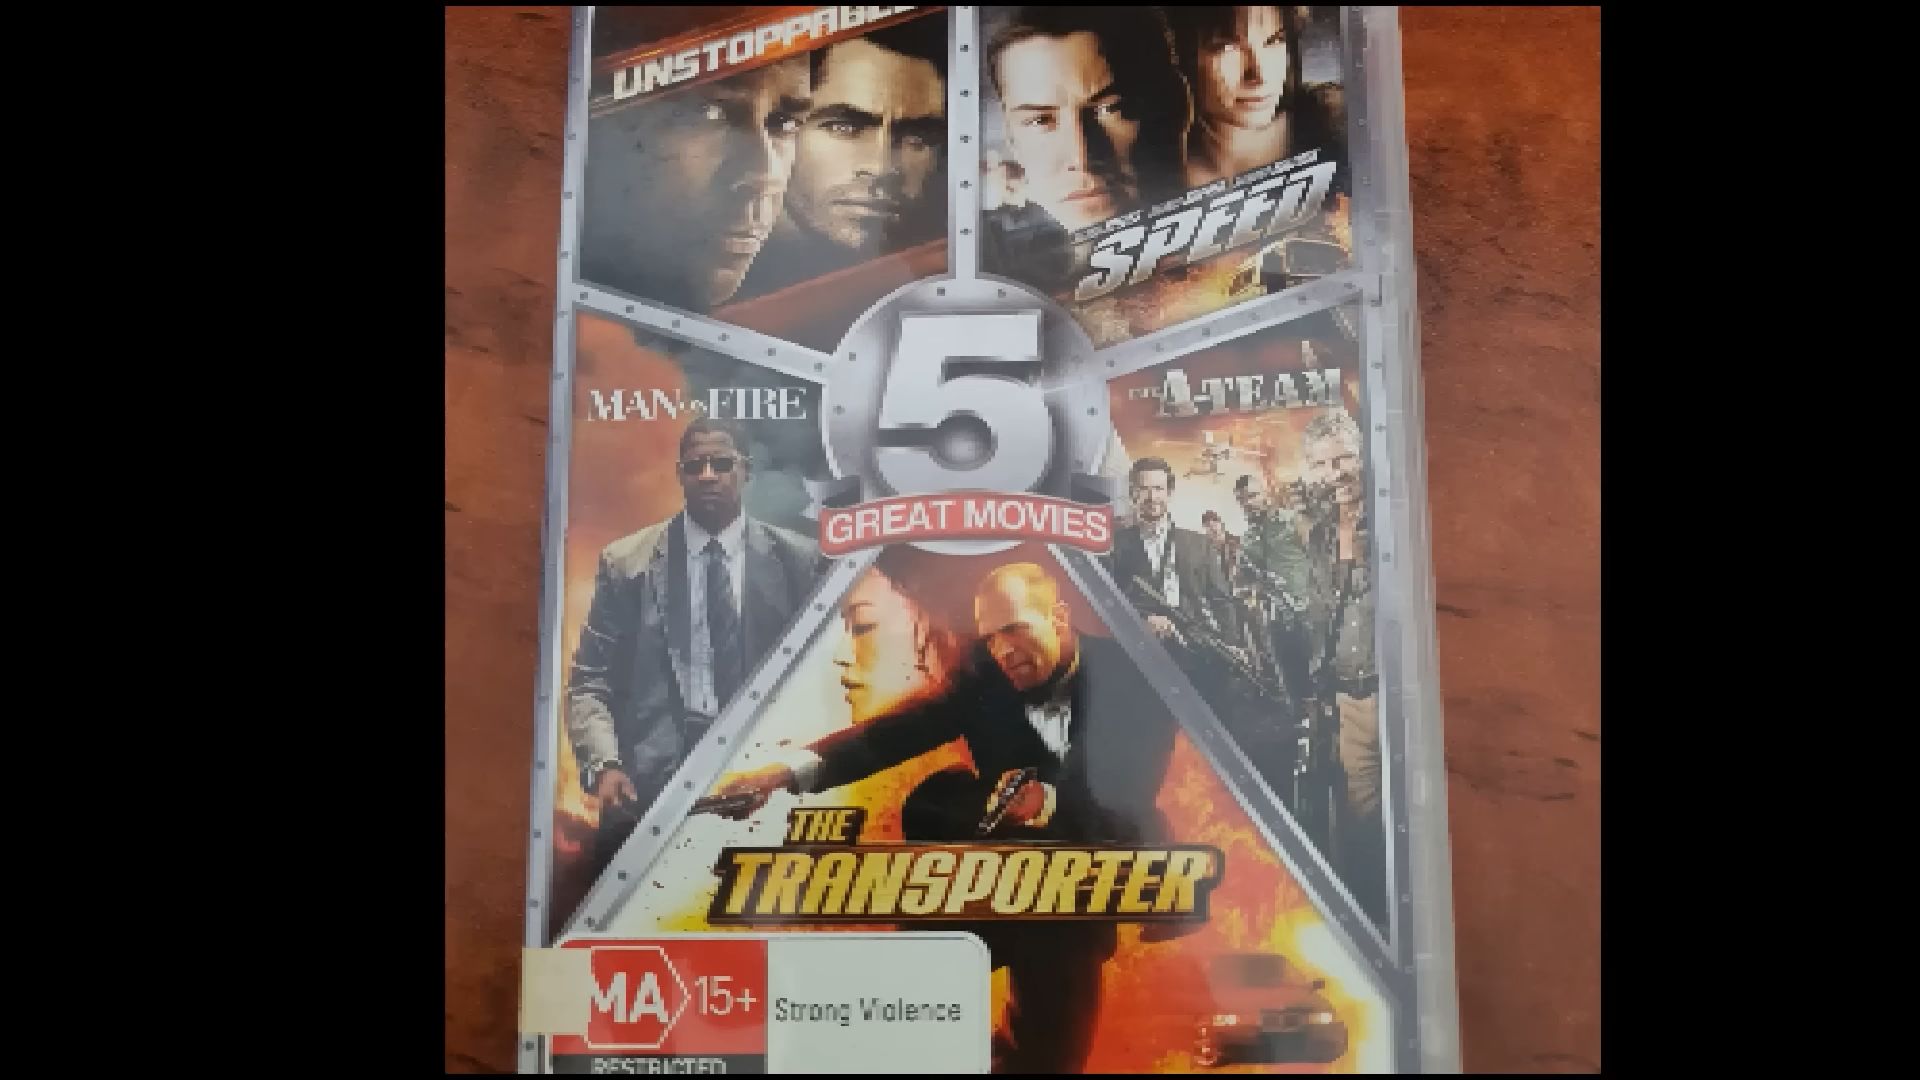 UNSTOPPABLE
SPEED
MAN ON FIRE
THE A-TEAM
5
GREAT MOVIES
THE
TRANSPORTER
MA 15+
Strong Violence
RESTRICTED